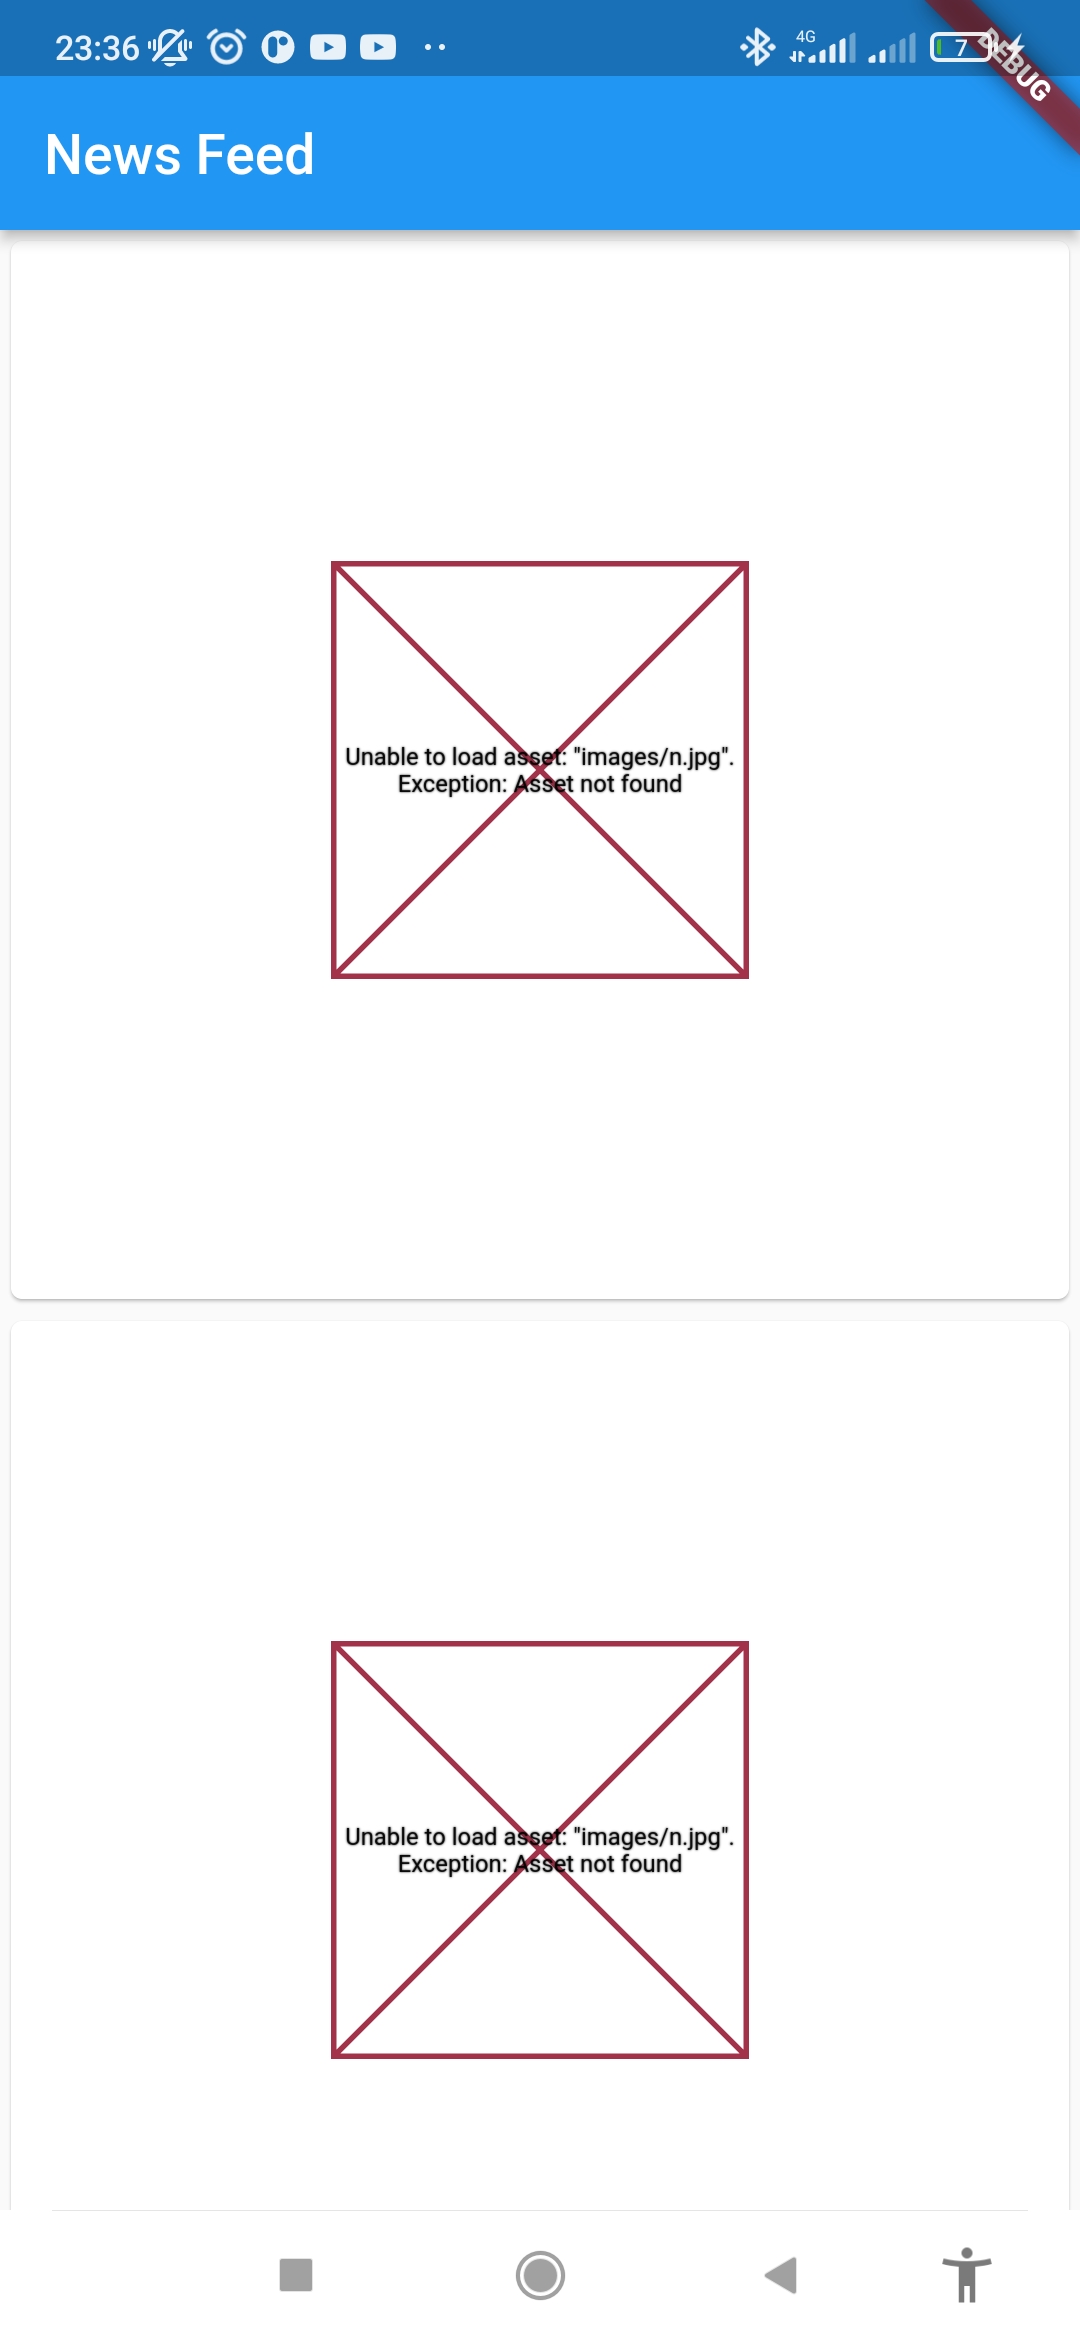 23:36
4G
7
DEBUG
News Feed
Unable to load asset: "images/n.jpg".
Exception: Asset not found
Unable to load asset: "images/n.jpg".
Exception: Asset not found